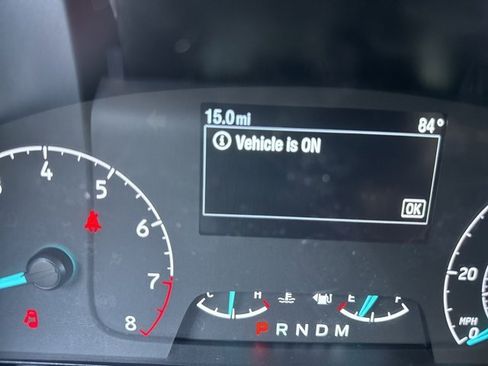 15.0mi 84°
Vehicle is ON
OK
4
5
6
7
8
C H E F
P R N D M
20
MPH 0